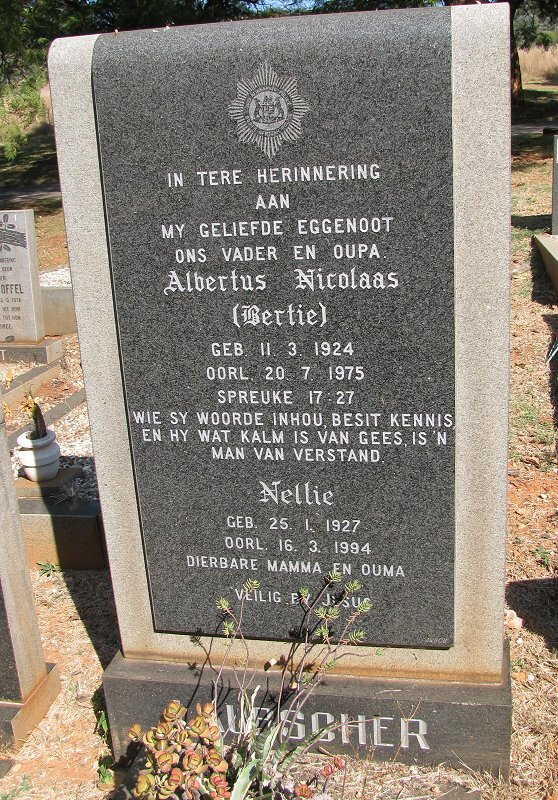 IN TERE HERINNERING
AAN
MY GELIEFDE EGGENOOT
ONS VADER EN OUPA.
Albertus Nicolaas
(Bertie)
GEB. 11. 3. 1924
OORL. 20. 7. 1975
SPREUKE 17:27
WIE SY WOORDE INHOU, BESIT KENNIS
EN HY WAT KALM IS VAN GEES, IS 'N
MAN VAN VERSTAND.
Nellie
GEB. 25. 1. 1927
OORL. 16. 3. 1994
DIERBARE MAMMA EN OUMA
VEILIG